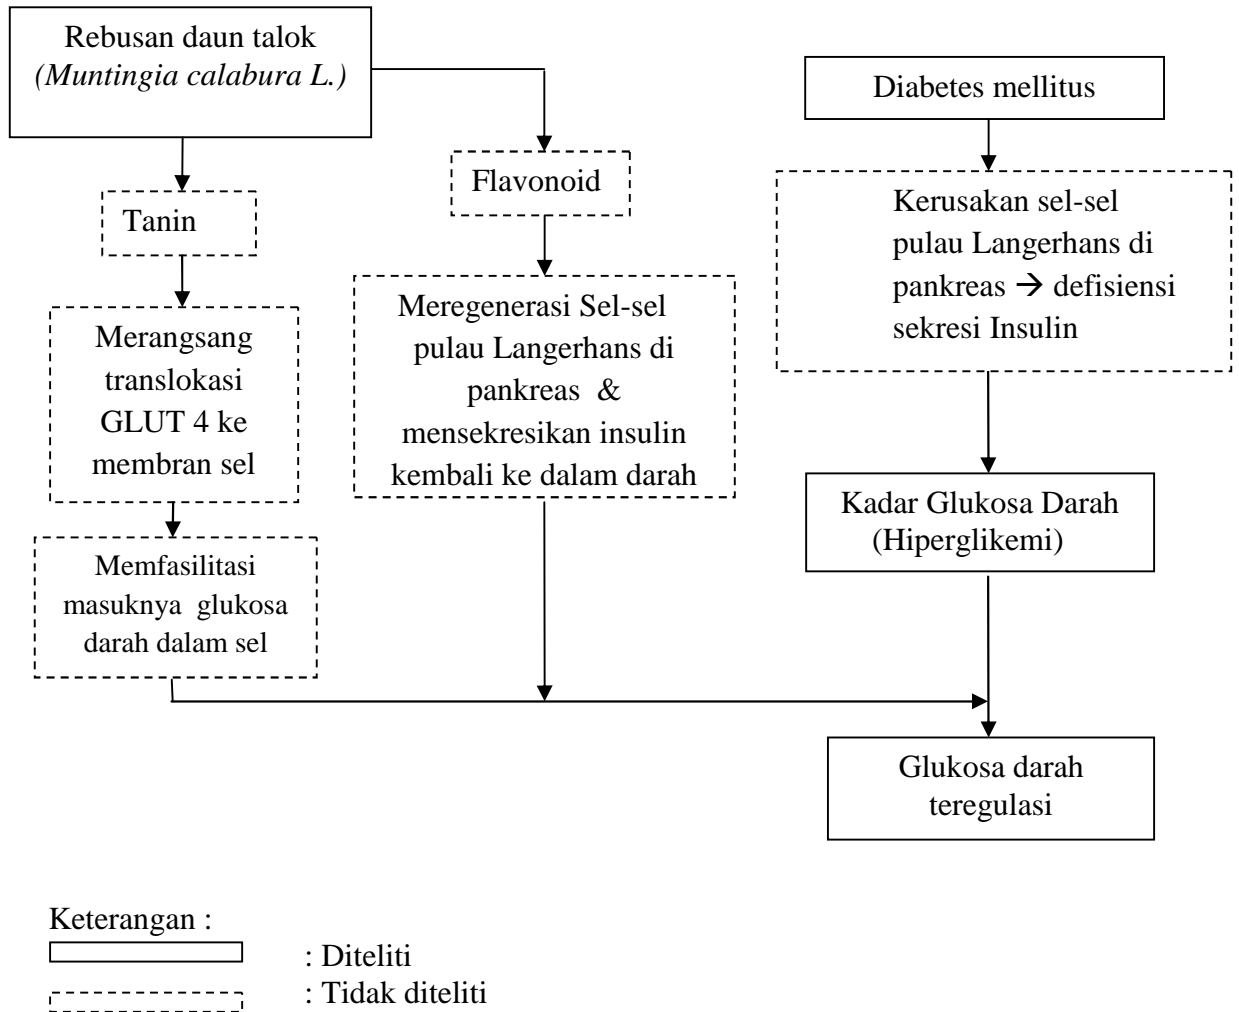 Rebusan daun talok
(Muntingia calabura L.)
Diabetes mellitus
Tanin
Flavonoid
Kerusakan sel-sel
pulau Langerhans di
pankreas → defisiensi
sekresi Insulin
Merangsang
translokasi
GLUT 4 ke
membran sel
Meregenerasi Sel-sel
pulau Langerhans di
pankreas &
mensekresikan insulin
kembali ke dalam darah
Kadar Glukosa Darah
(Hiperglikemi)
Memfasilitasi
masuknya glukosa
darah dalam sel
Glukosa darah
teregulasi
Keterangan :
: Diteliti
: Tidak diteliti